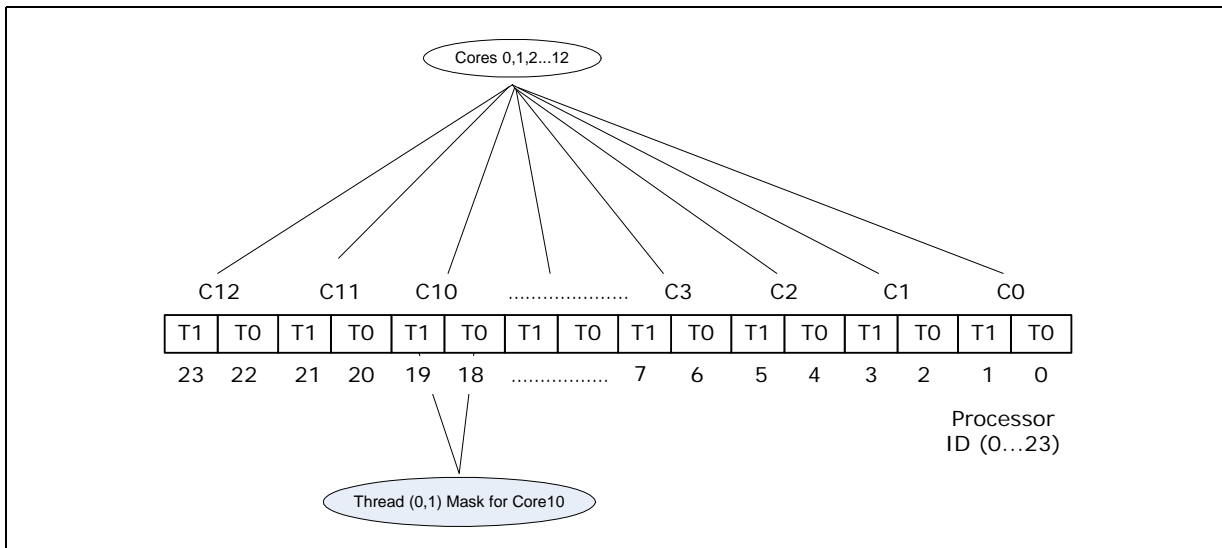 Cores 0,1,2...12
C12 C11 C10 ..................... C3 C2 C1 C0
T1 T0 T1 T0 T1 T0 T1 T0 T1 T0 T1 T0 T1 T0 T1 T0
23 22 21 20 19 18 ................. 7 6 5 4 3 2 1 0
Processor
ID (0...23)
Thread (0,1) Mask for Core10